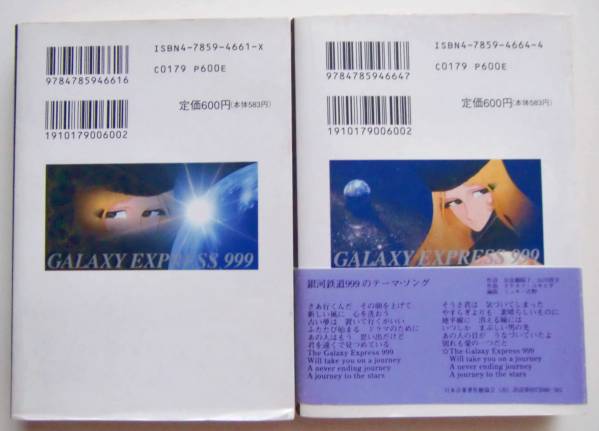 ISBN4-7859-4661-X
C0179 P600E
9784785946616
定価600円(本体583円)
1910179006002
GALAXY EXPRESS 999
ISBN4-7859-4664-4
C0179 P600E
9784785946647
定価600円(本体583円)
1910179006002
GALAXY EXPRESS 999
銀河鉄道999のテーマ・ソング
さあ行くんだ その顔を上げて
新しい風に 心を洗おう
古い夢は 置いて行くがいい
ふたたび始まる ドラマのために
あの人はもう 思い出だけど
君を遠くで見つめている
The Galaxy Express 999
Will take you on a journey
A never ending journey
A journey to the stars
そうさ君は 気づいてしまった
やすらぎよりも 素晴らしいものに
地平線に 消える瞳には
いつしか まぶしい男の光
あの人の目が うなづいていたよ
別れも愛の一つだと
☆The Galaxy Express 999
Will take you on a journey
A never ending journey
A journey to the stars